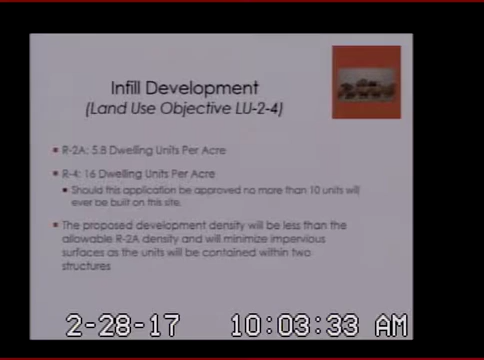 Infill Development
(Land Use Objective LU-2-4)
R-2A: 5.8 Dwelling Units Per Acre
R-4: 16 Dwelling Units Per Acre
Should this application be approved no more than 10 units will
ever be built on this site.
The proposed development density will be less than the
allowable R-2A density and will minimize impervious
surfaces as the units will be contained within two
structures
2-28-17 10:03:33 AM